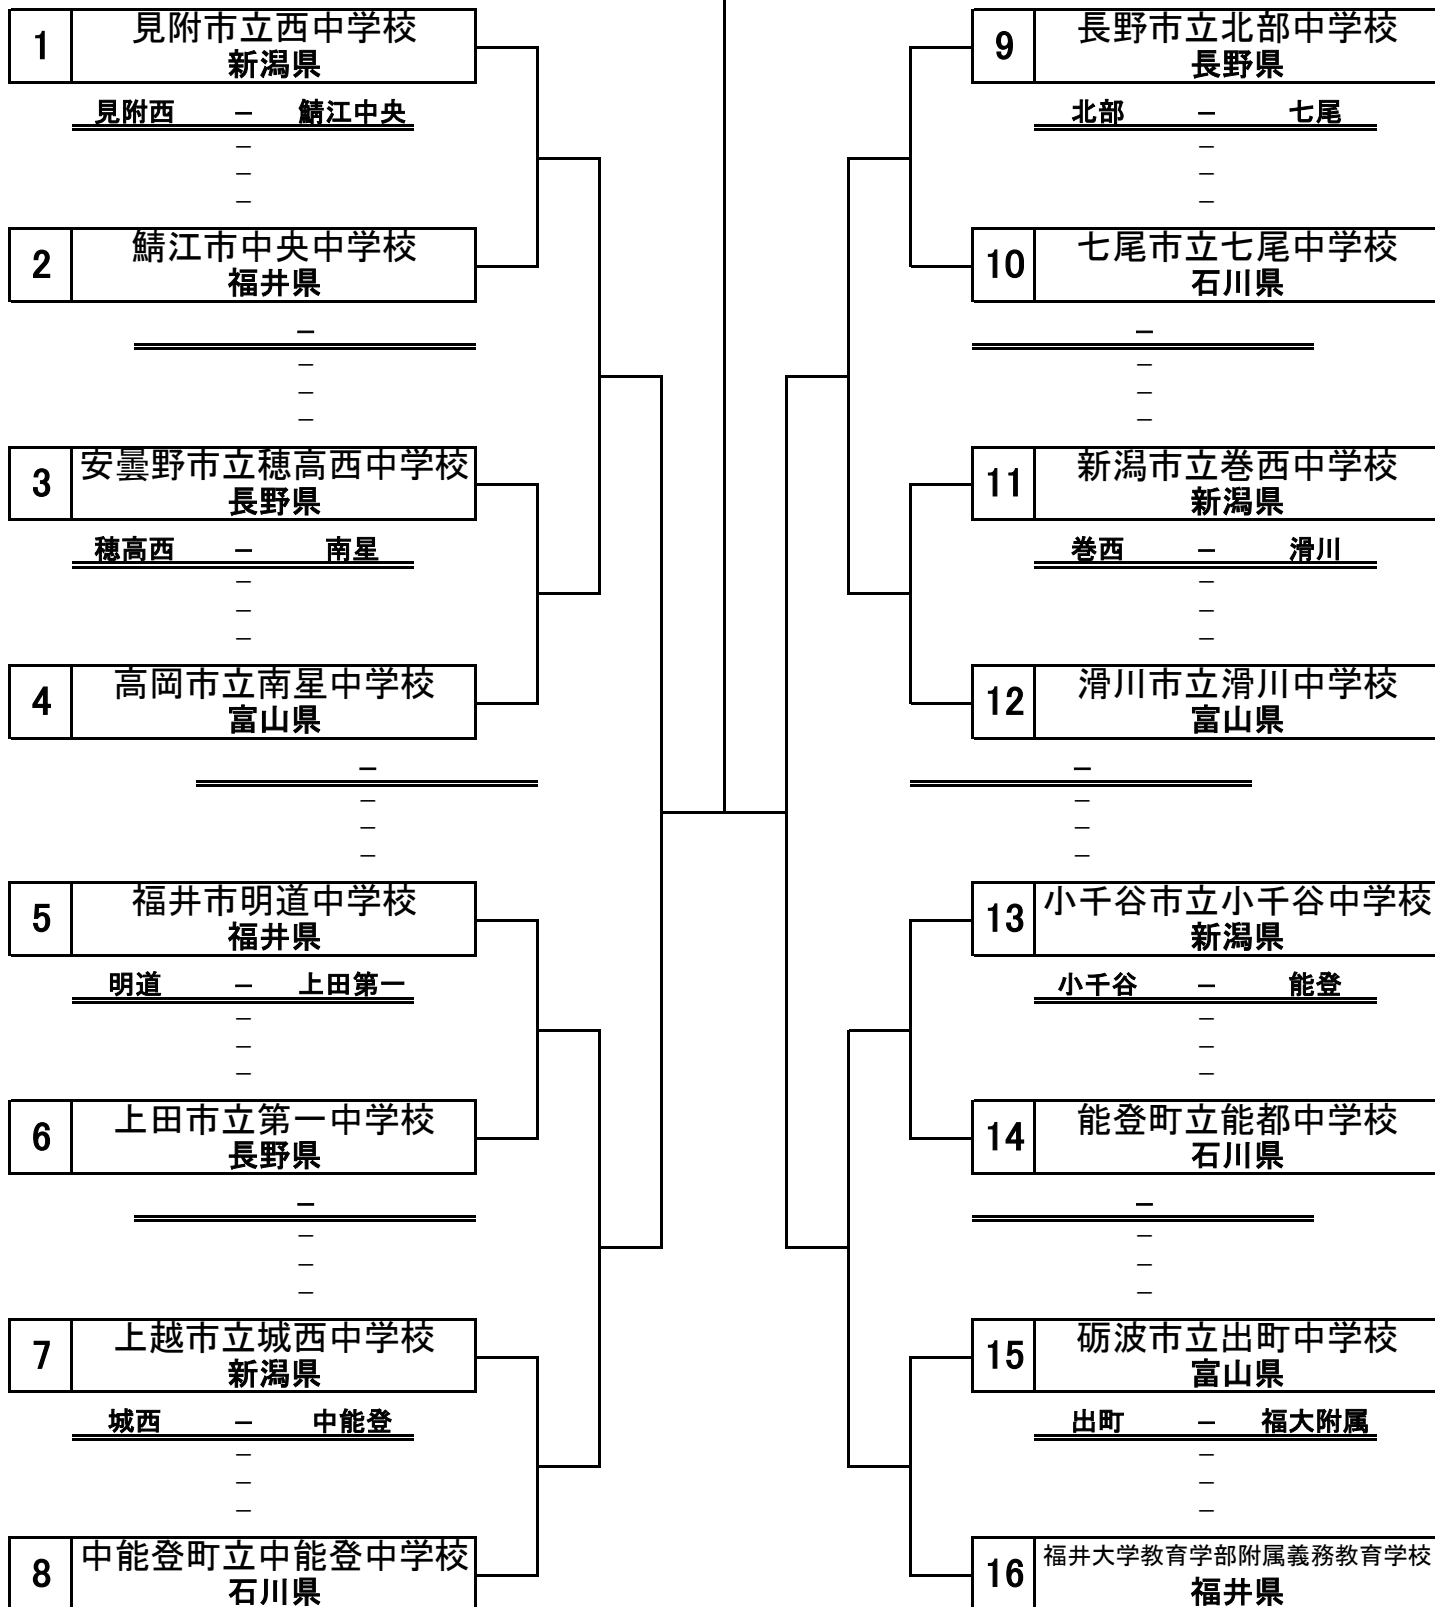 1
見附市立西中学校
新潟県
見附西 － 鯖江中央
－
－
－
2
鯖江市中央中学校
福井県
－
－
－
－
3
安曇野市立穂高西中学校
長野県
穂高西 － 南星
－
－
－
4
高岡市立南星中学校
富山県
－
－
－
－
5
福井市明道中学校
福井県
明道 － 上田第一
－
－
－
6
上田市立第一中学校
長野県
－
－
－
－
7
上越市立城西中学校
新潟県
城西 － 中能登
－
－
－
8
中能登町立中能登中学校
石川県
9
長野市立北部中学校
長野県
北部 － 七尾
－
－
－
10
七尾市立七尾中学校
石川県
－
－
－
－
11
新潟市立巻西中学校
新潟県
巻西 － 滑川
－
－
－
12
滑川市立滑川中学校
富山県
－
－
－
－
13
小千谷市立小千谷中学校
新潟県
小千谷 － 能登
－
－
－
14
能登町立能都中学校
石川県
－
－
－
－
15
砺波市立出町中学校
富山県
出町 － 福大附属
－
－
－
16
福井大学教育学部附属義務教育学校
福井県